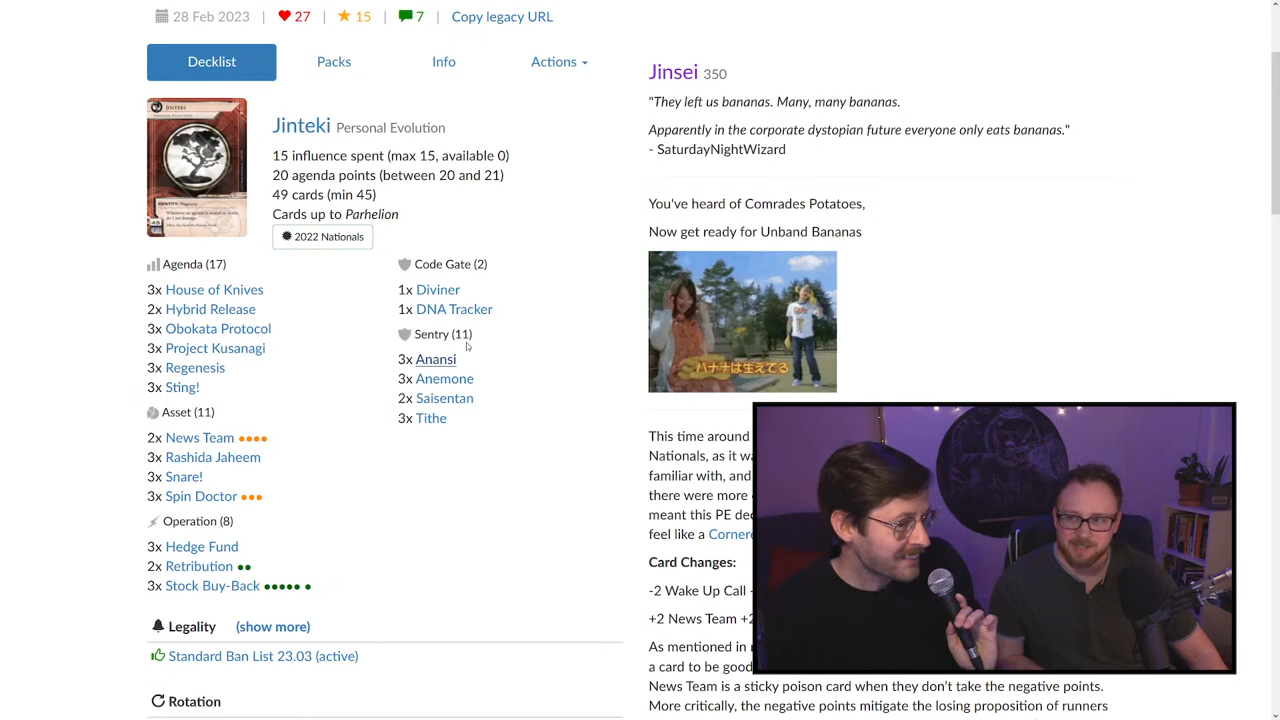 28 Feb 2023 | 27 | 15 | 7 | Copy legacy URL
Decklist Packs Info Actions
JINTEKI
Jinteki Personal Evolution
15 influence spent (max 15, available 0)
20 agenda points (between 20 and 21)
49 cards (min 45)
Cards up to Parhelion
2022 Nationals
Agenda (17)
3x House of Knives
2x Hybrid Release
3x Obokata Protocol
3x Project Kusanagi
3x Regenesis
3x Sting!
Asset (11)
2x News Team
3x Rashida Jaheem
3x Snare!
3x Spin Doctor
Operation (8)
3x Hedge Fund
2x Retribution
3x Stock Buy-Back
Code Gate (2)
1x Diviner
1x DNA Tracker
Sentry (11)
3x Anansi
3x Anemone
2x Saisentan
3x Tithe
Legality (show more)
Standard Ban List 23.03 (active)
Rotation
Jinsei 350
"They left us bananas. Many, many bananas.
Apparently in the corporate dystopian future everyone only eats bananas."
- SaturdayNightWizard
You've heard of Comrades Potatoes,
Now get ready for Unband Bananas
バナナは生えてる
This time around
Nationals, as it wa
familiar with, and
there were more
meant this PE dec
feel like a Cornere
Card Changes:
-2 Wake Up Call
+2 News Team +2
As mentioned in
a card to be good
News Team is a sticky poison card when they don't take the negative points.
More critically, the negative points mitigate the losing proposition of runners